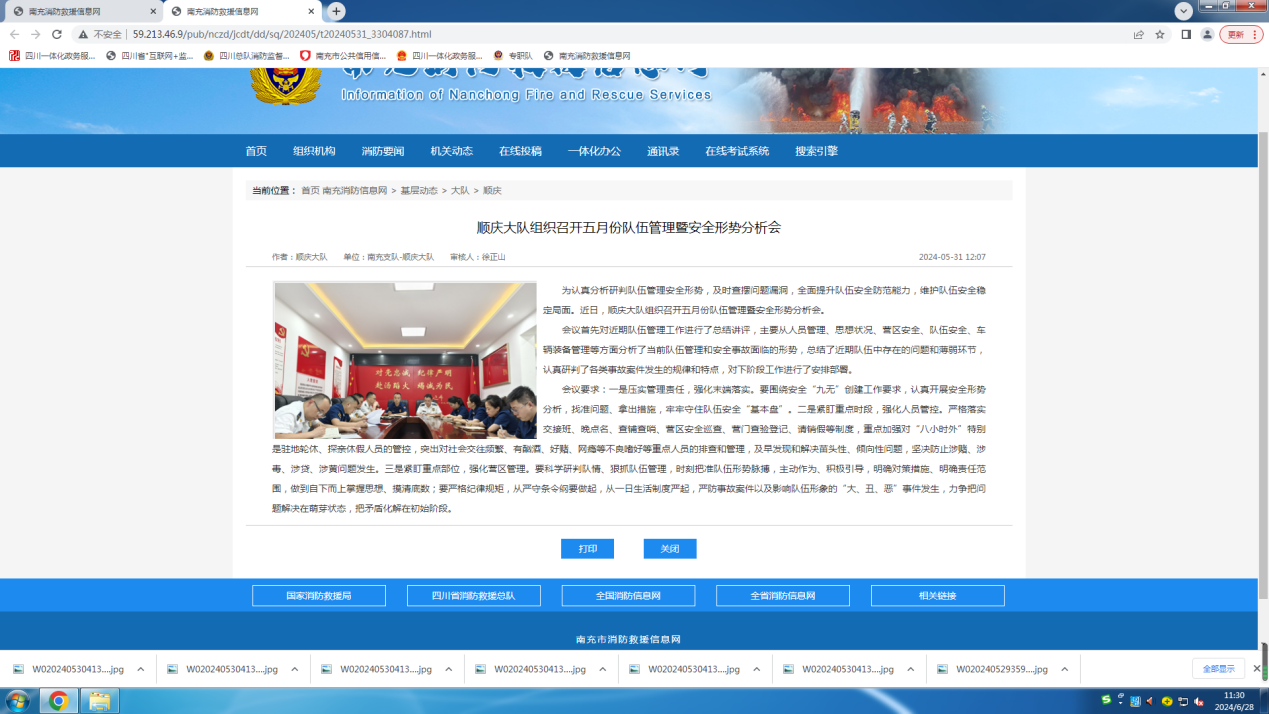 南充消防救援信息网
南充消防救援信息网
不安全 59.213.46.9/pub/nczd/jcdt/dd/sq/202405/t20240531_3304087.html
更新
四川一体化政务服... 四川省"互联网+监... 四川总队消防监督... 南充市公共信用信... 四川一体化政务服... 专职队 南充消防救援信息网
Information of Nanchong Fire and Rescue Services
首页 组织机构 消防要闻 机关动态 在线投稿 一体化办公 通讯录 在线考试系统 搜索引擎
当前位置： 首页 南充消防信息网 > 基层动态 > 大队 > 顺庆
顺庆大队组织召开五月份队伍管理暨安全形势分析会
作者：顺庆大队 单位：南充支队-顺庆大队 审核人：徐正山 2024-05-31 12:07
对党忠诚 纪律严明
赴汤蹈火 竭诚为民
为认真分析研判队伍管理安全形势，及时查摆问题漏洞，全面提升队伍安全防范能力，维护队伍安全稳
定局面。近日，顺庆大队组织召开五月份队伍管理暨安全形势分析会。
会议首先对近期队伍管理工作进行了总结讲评，主要从人员管理、思想状况、营区安全、队伍安全、车
辆装备管理等方面分析了当前队伍管理和安全事故面临的形势，总结了近期队伍中存在的问题和薄弱环节，
认真研判了各类事故案件发生的规律和特点，对下阶段工作进行了安排部署。
会议要求：一是压实管理责任，强化末端落实。要围绕安全“九无”创建工作要求，认真开展安全形势
分析，找准问题、拿出措施，牢牢守住队伍安全“基本盘”。二是紧盯重点时段，强化人员管控。严格落实
交接班、晚点名、查铺查哨、营区安全巡查、营门查验登记、请销假等制度，重点加强对“八小时外”特别
是驻地轮休、探亲休假人员的管控，突出对社会交往频繁、有酗酒、好赌、网瘾等不良嗜好等重点人员的排查和管理，及早发现和解决苗头性、倾向性问题，坚决防止涉赌、涉
毒、涉贷、涉黄问题发生。三是紧盯重点部位，强化营区管理。要科学研判队情、狠抓队伍管理，时刻把准队伍形势脉搏，主动作为、积极引导，明确对策措施、明确责任范
围，做到自下而上掌握思想、摸清底数；要严格纪律规矩，从严守条令纲要做起，从一日生活制度严起，严防事故案件以及影响队伍形象的“大、丑、恶”事件发生，力争把问
题解决在萌芽状态，把矛盾化解在初始阶段。
打印 关闭
国家消防救援局 四川省消防救援总队 全国消防信息网 全省消防信息网 相关链接
南充市消防救援信息网
W020240530413....jpg W020240530413....jpg W020240530413....jpg W020240530413....jpg W020240530413....jpg W020240530413....jpg W020240529359....jpg 全部显示
11:30
2024/6/28